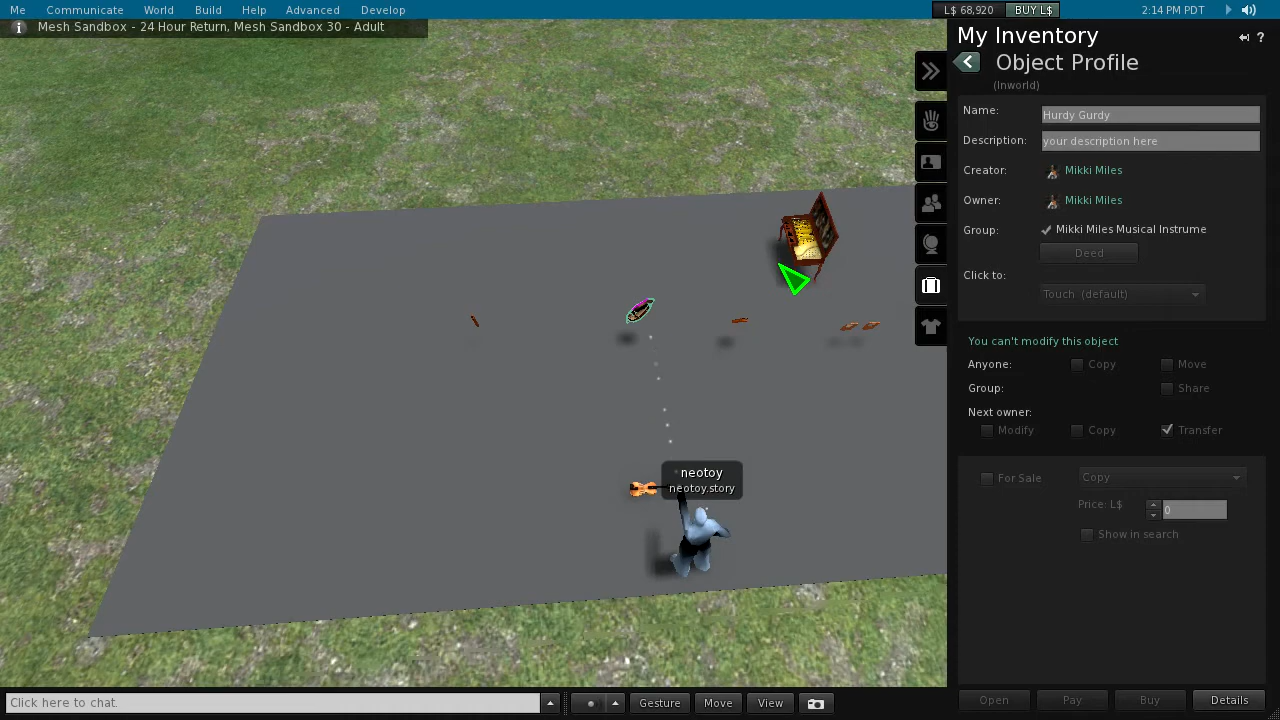 Me Communicate World Build Help Advanced Develop L$ 68,920 BUY L$ 2:14 PM PDT
Mesh Sandbox - 24 Hour Return, Mesh Sandbox 30 - Adult
My Inventory ?
Object Profile
(Inworld)
Name: Hurdy Gurdy
Description: your description here
Creator: Mikki Miles
Owner: Mikki Miles
Group: Mikki Miles Musical Instrume
Deed
Click to:
Touch (default)
You can't modify this object
Anyone: Copy Move
Group: Share
Next owner:
Modify Copy Transfer
For Sale Copy
Price: L$ 0
Show in search
neotoy
neotoy.story
Click here to chat. Gesture Move View Open Pay Buy Details